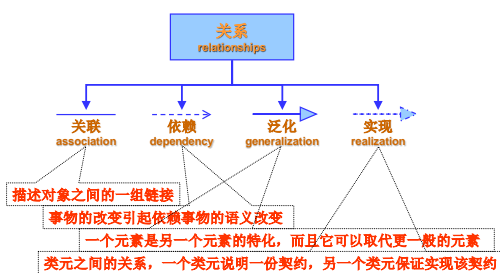 关系
relationships
关联
association
依赖
dependency
泛化
generalization
实现
realization
描述对象之间的一组链接
事物的改变引起依赖事物的语义改变
一个元素是另一个元素的特化，而且它可以取代更一般的元素
类元之间的关系，一个类元说明一份契约，另一个类元保证实现该契约